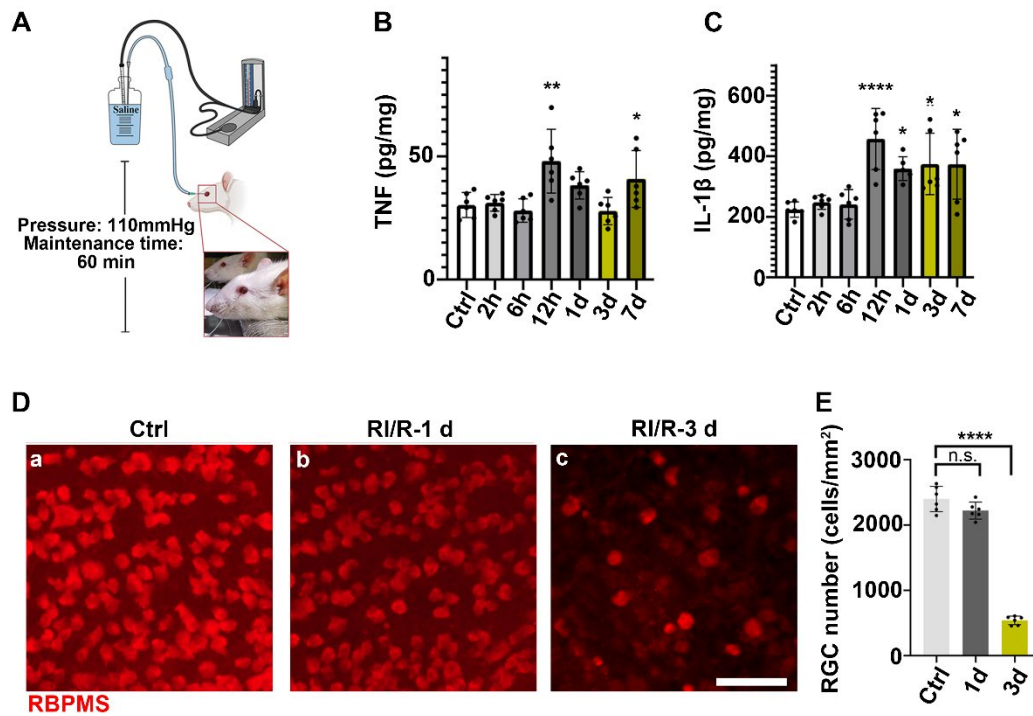 A
Saline
Pressure: 110mmHg
Maintenance time:
60 min
B
TNF (pg/mg)
50
0
**
*
Ctrl
2h
6h
12h
1d
3d
7d
C
IL-1β (pg/mg)
600
400
200
0
****
*
*
*
Ctrl
2h
6h
12h
1d
3d
7d
D
Ctrl
RI/R-1 d
RI/R-3 d
a
b
c
RBPMS
E
RGC number (cells/mm²)
3000
2000
1000
0
****
n.s.
Ctrl
1d
3d